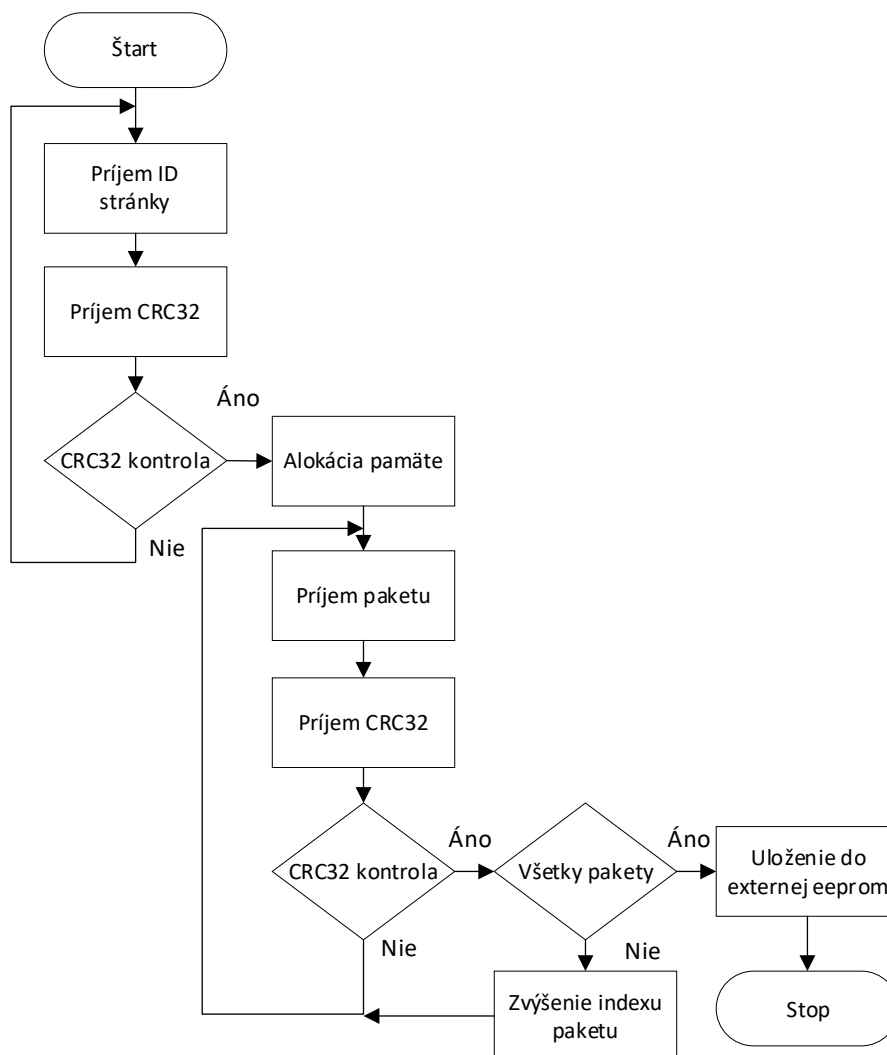 Štart
Príjem ID
stránky
Príjem CRC32
Áno
CRC32 kontrola
Alokácia pamäte
Nie
Príjem paketu
Príjem CRC32
Áno
Áno
CRC32 kontrola
Všetky pakety
Uloženie do
externej eeprom
Nie
Nie
Zvýšenie indexu
paketu
Stop